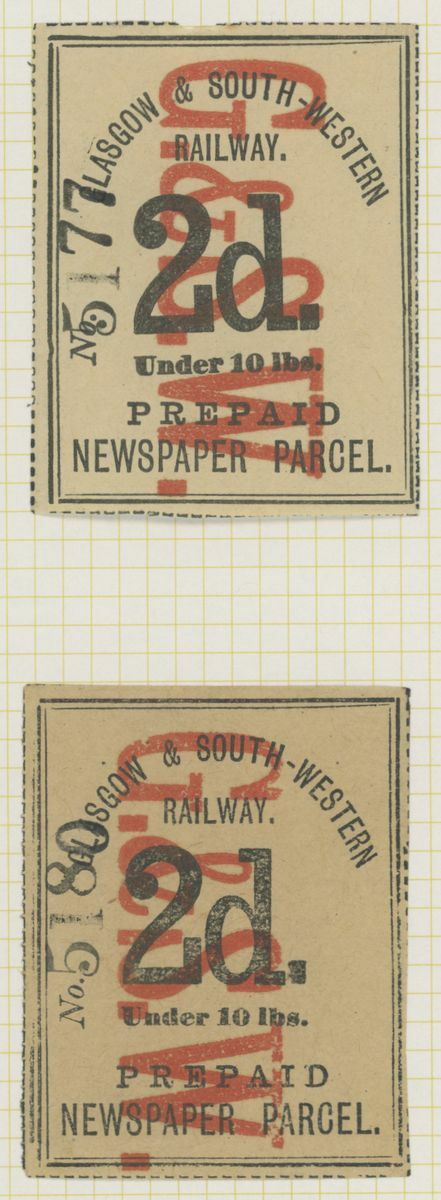 GLASGOW & SOUTH-WESTERN
RAILWAY.
2d.
Under 10 lbs.
PREPAID
NEWSPAPER PARCEL.
No. 5177
G. & S. W.
GLASGOW & SOUTH-WESTERN
RAILWAY.
2d.
Under 10 lbs.
PREPAID
NEWSPAPER PARCEL.
No. 5180